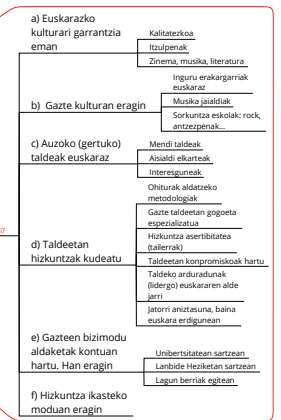 a) Euskarazko
kulturari garrantzia
eman
Kalitatezkoa
Itzulpenak
Zinema, musika, literatura
b) Gazte kulturan eragin
Inguru erakargarriak
euskaraz
Musika jaialdiak
Sorkuntza eskolak: rock,
antzezpenak...
c) Auzoko (gertuko)
taldeak euskaraz
Mendi taldeak
Aisialdi elkarteak
Interesguneak
d) Taldeetan
hizkuntzak kudeatu
Ohiturak aldatzeko
metodologiak
Gazte taldeetan gogoeta
espezializatua
Hizkuntza asertibitatea
(tailerrak)
Taldeetan konpromiskoak hartu
Taldeko arduradunak
(lidergo) euskararen alde
jarri
Jatorri aniztasuna, baina
euskara erdigunean
e) Gazteen bizimodu
aldaketak kontuan
hartu. Han eragin
Unibertsitatean sartzean
Lanbide Heziketan sartzean
Lagun berriak egitean
f) Hizkuntza ikasteko
moduan eragin